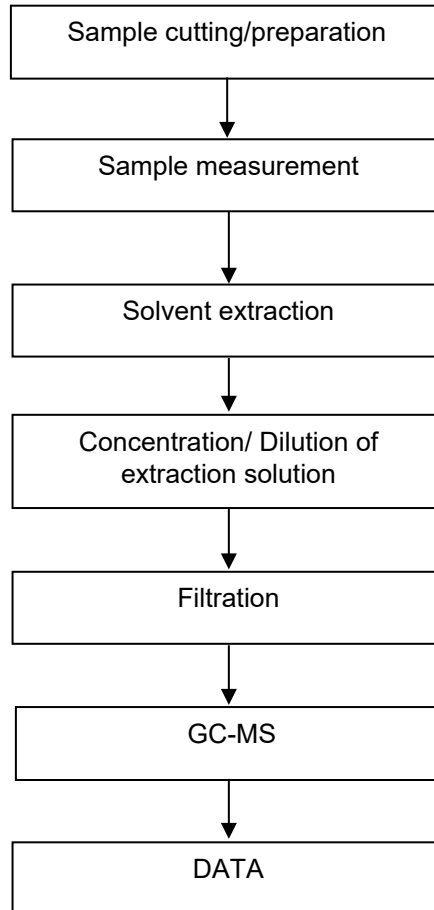 Sample cutting/preparation
Sample measurement
Solvent extraction
Concentration/ Dilution of
extraction solution
Filtration
GC-MS
DATA